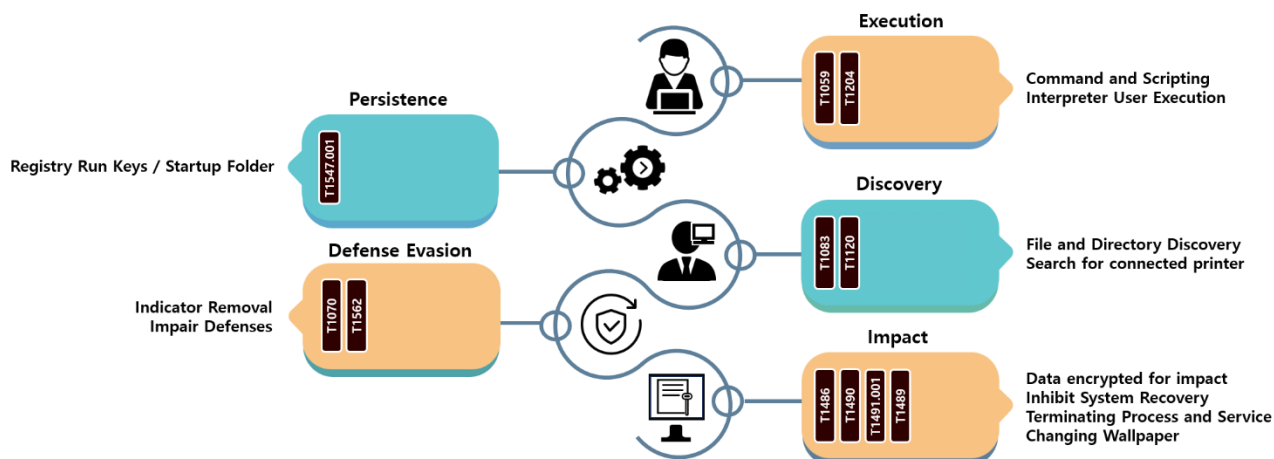 Execution
T1059
T1204
Command and Scripting
Interpreter User Execution
Persistence
T1547.001
Registry Run Keys / Startup Folder
Discovery
T1083
T1120
File and Directory Discovery
Search for connected printer
Defense Evasion
T1070
T1562
Indicator Removal
Impair Defenses
Impact
T1486
T1490
T1491.001
T1489
Data encrypted for impact
Inhibit System Recovery
Terminating Process and Service
Changing Wallpaper